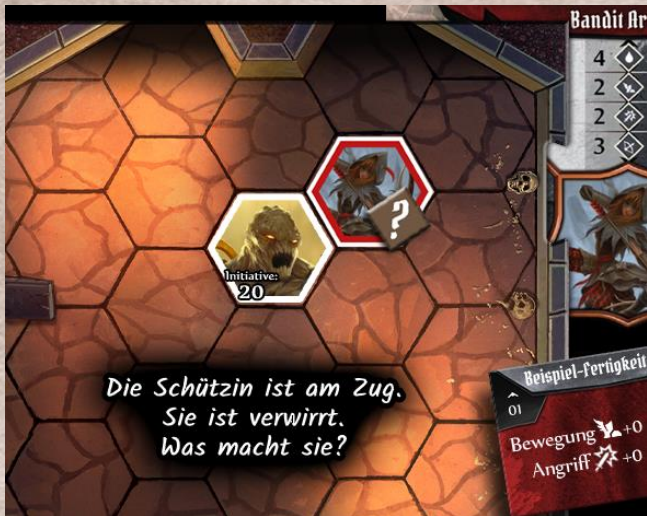 Bandit Ar
4
2
2
3
?
Initiative:
20
Die Schützin ist am Zug.
Sie ist verwirrt.
Was macht sie?
Beispiel-Fertigkeit
01
Bewegung +0
Angriff +0